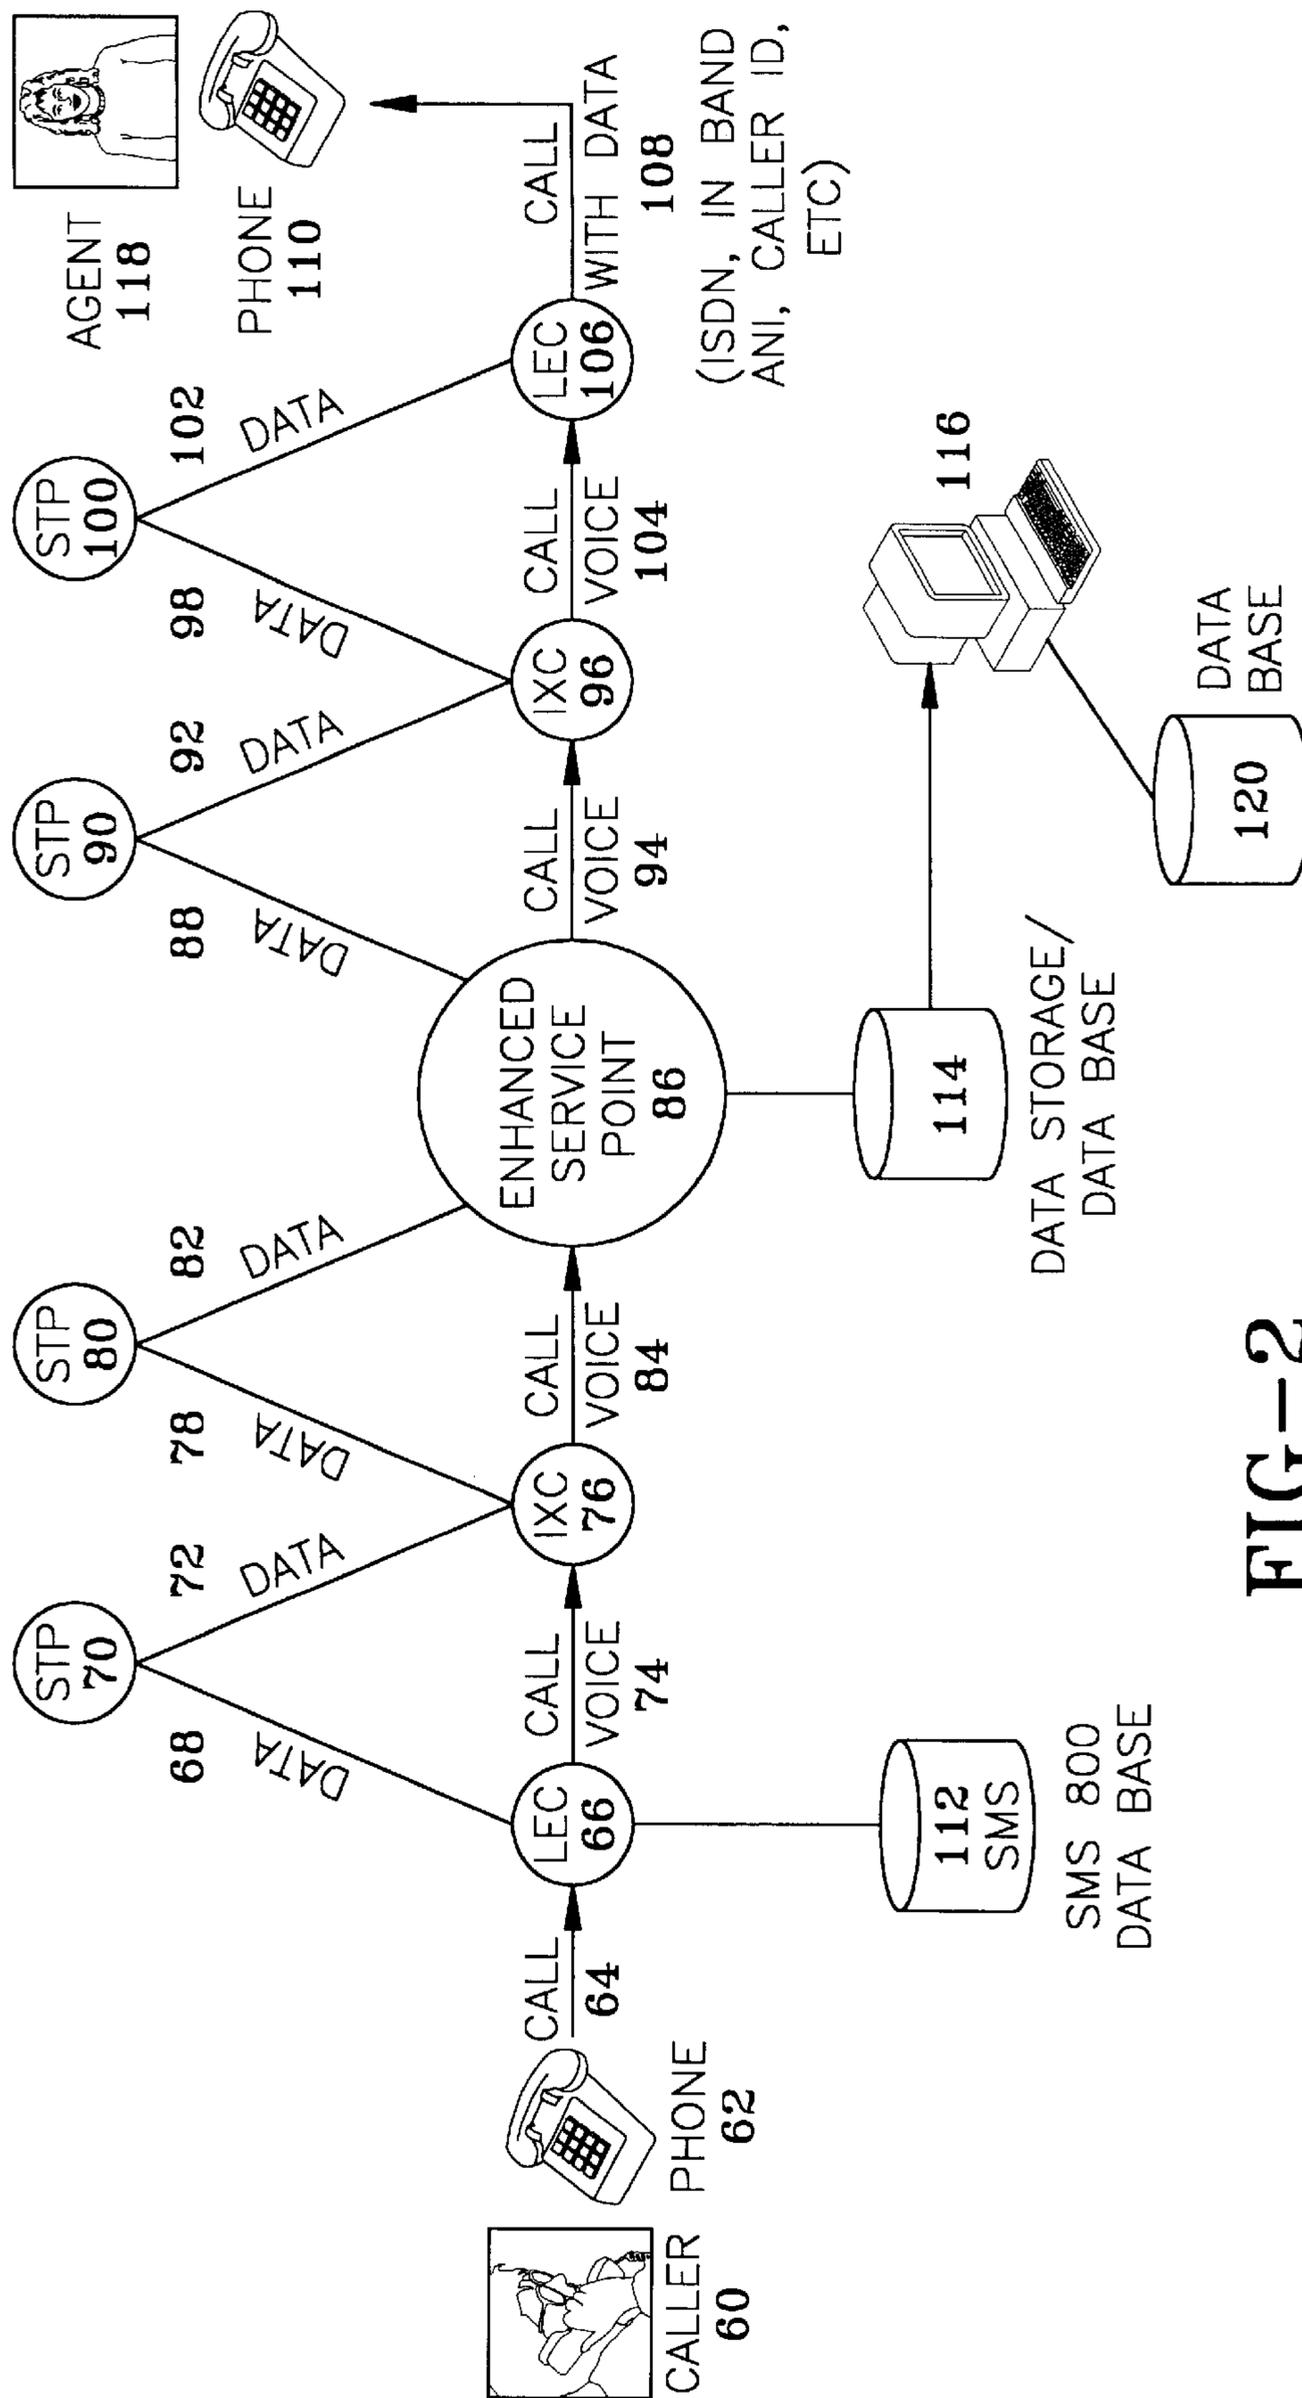 CALLER
60
PHONE
62
CALL
64
LEC
66
112
SMS
SMS 800
DATA BASE
68
DATA
STP
70
72
DATA
CALL
VOICE
74
IXC
76
78
DATA
STP
80
82
DATA
CALL
VOICE
84
ENHANCED
SERVICE
POINT
86
114
DATA STORAGE/
DATA BASE
116
120
DATA
BASE
88
DATA
STP
90
92
DATA
CALL
VOICE
94
IXC
96
98
DATA
STP
100
102
DATA
CALL
VOICE
104
LEC
106
CALL
WITH DATA
108
(ISDN, IN BAND
ANI, CALLER ID,
ETC)
AGENT
118
PHONE
110
FIG-2